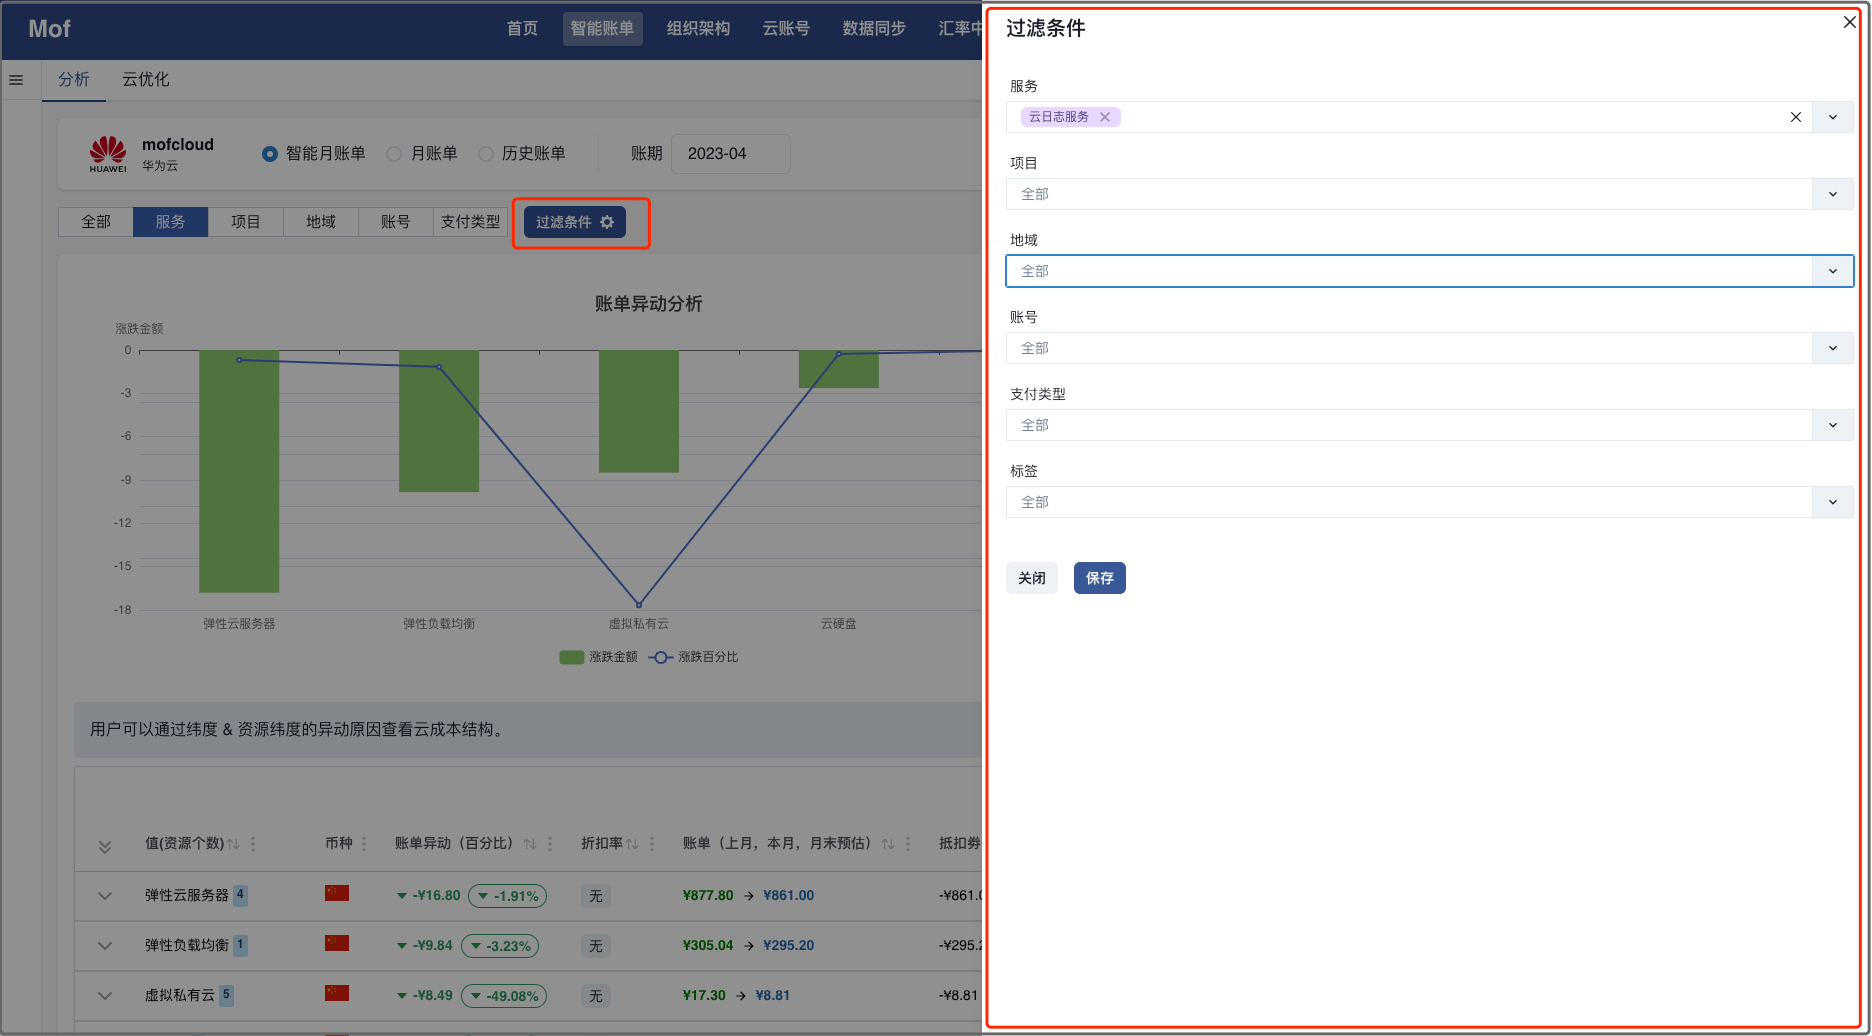 Mof
首页 智能账单 组织架构 云账号 数据同步 汇率中
分析 云优化
HUAWEI
mofcloud
华为云
智能月账单 月账单 历史账单 账期 2023-04
全部 服务 项目 地域 账号 支付类型 过滤条件
账单异动分析
涨跌金额
0
-3
-6
-9
-12
-15
-18
弹性云服务器 弹性负载均衡 虚拟私有云 云硬盘
涨跌金额 涨跌百分比
用户可以通过纬度 & 资源纬度的异动原因查看云成本结构。
值(资源个数) 币种 账单异动（百分比） 折扣率 账单（上月，本月，月末预估） 抵扣券
弹性云服务器 4 -¥16.80 -1.91% 无 ¥877.80 → ¥861.00 -¥861.0
弹性负载均衡 1 -¥9.84 -3.23% 无 ¥305.04 → ¥295.20 -¥295.2
虚拟私有云 5 -¥8.49 -49.08% 无 ¥17.30 → ¥8.81 -¥8.81
过滤条件
服务
云日志服务
项目
全部
地域
全部
账号
全部
支付类型
全部
标签
全部
关闭 保存